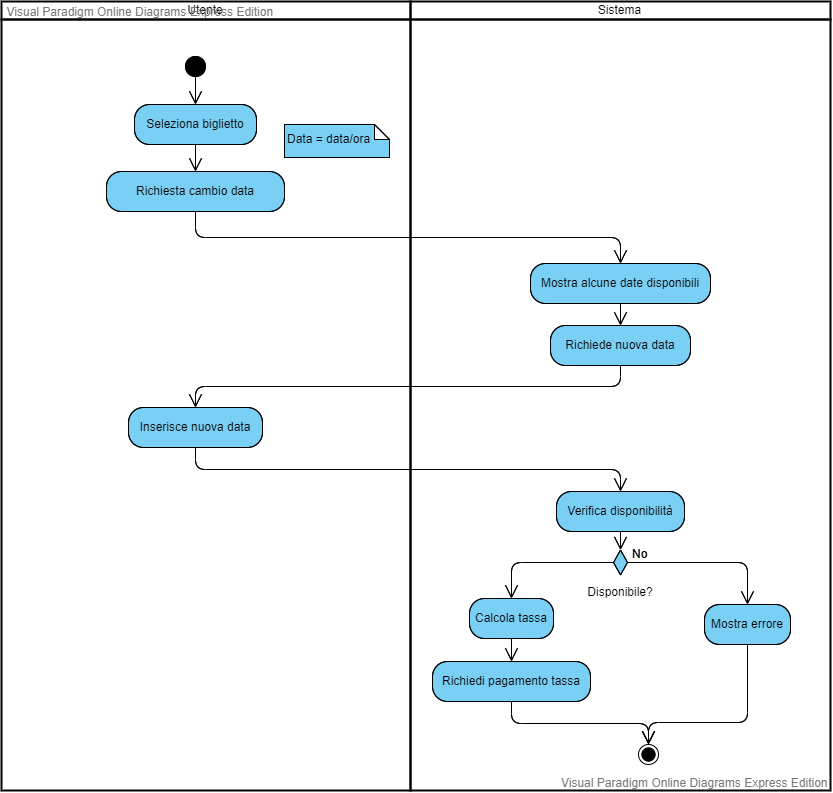 Visual Paradigm Online Diagrams Express Edition
Utente
Sistema
Seleziona biglietto
Data = data/ora
Richiesta cambio data
Mostra alcune date disponibili
Richiede nuova data
Inserisce nuova data
Verifica disponibilità
No
Disponibile?
Calcola tassa
Mostra errore
Richiedi pagamento tassa
Visual Paradigm Online Diagrams Express Edition